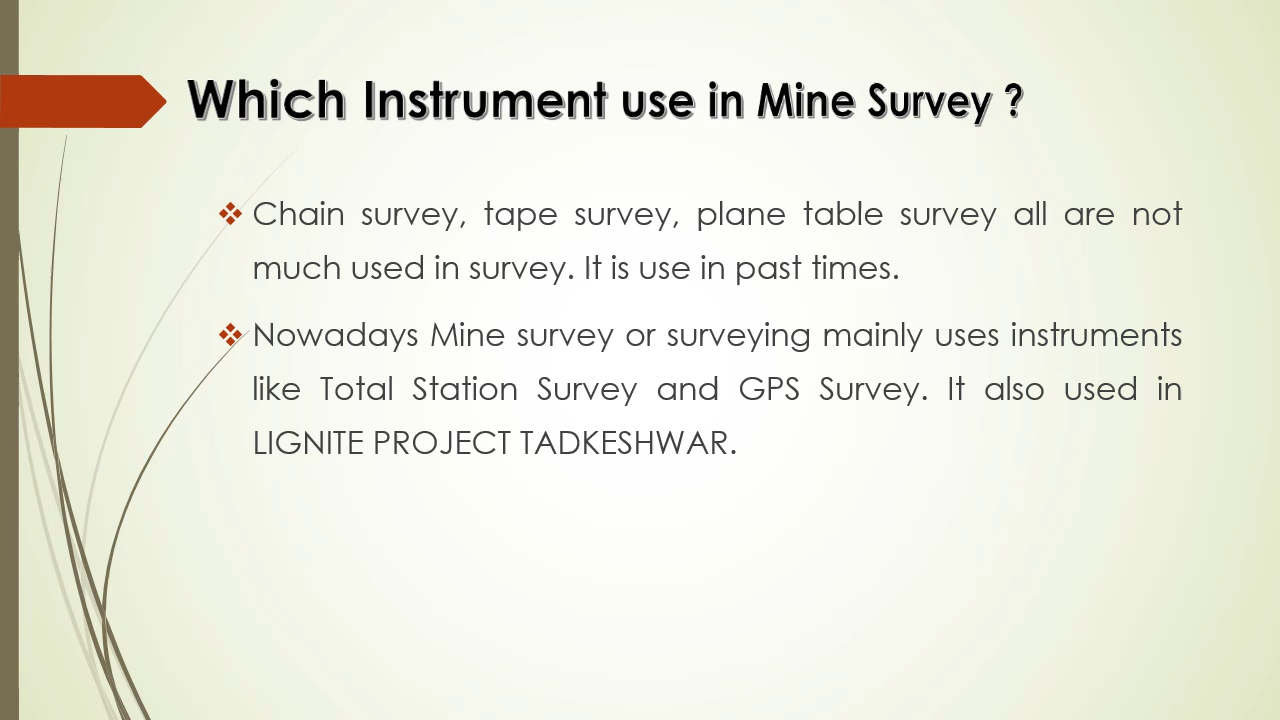 Which Instrument use in Mine Survey ?
Chain survey, tape survey, plane table survey all are not
much used in survey. It is use in past times.
Nowadays Mine survey or surveying mainly uses instruments
like Total Station Survey and GPS Survey. It also used in
LIGNITE PROJECT TADKESHWAR.